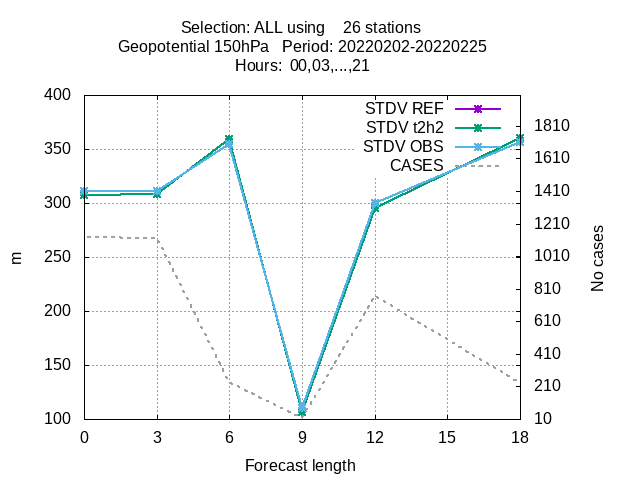 Selection: ALL using    26 stations
Geopotential 150hPa   Period: 20220202-20220225
Hours:  00,03,...,21
STDV REF
STDV t2h2
STDV OBS
CASES
400
350
300
250
200
150
100
m
1810
1610
1410
1210
1010
810
610
410
210
10
No cases
0 3 6 9 12 15 18
Forecast length